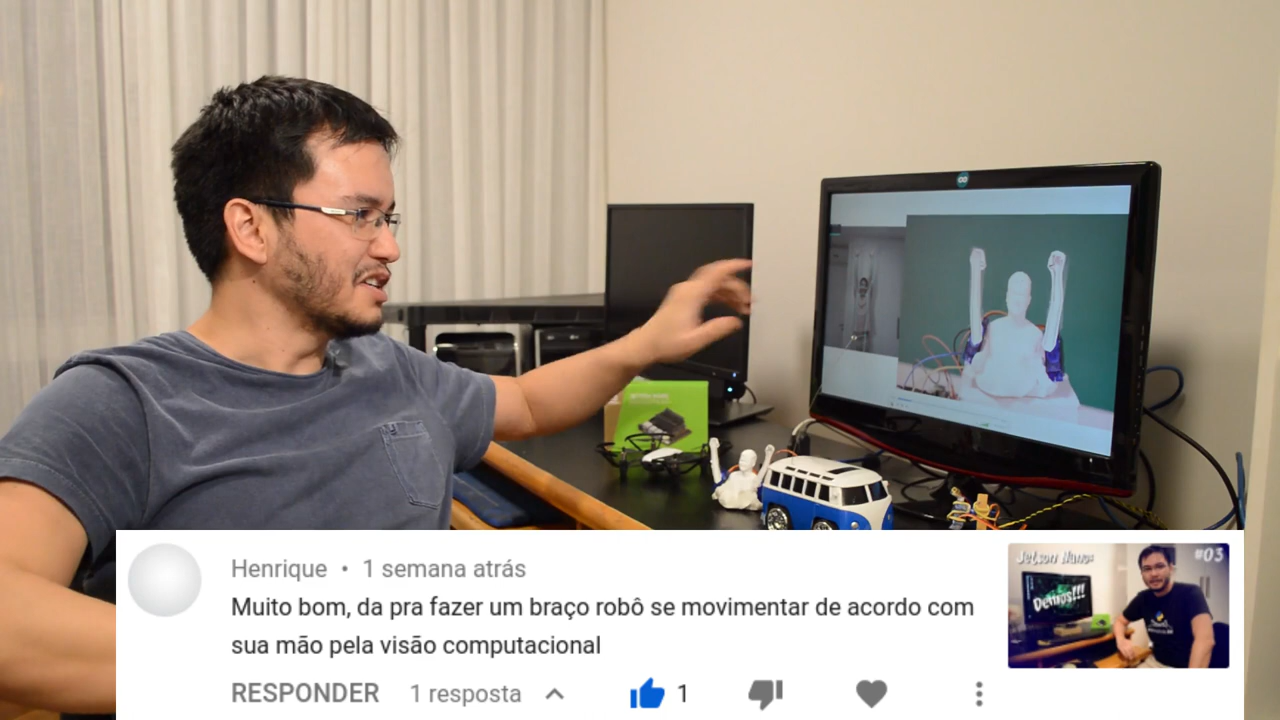 Henrique • 1 semana atrás
Muito bom, da pra fazer um braço robô se movimentar de acordo com
sua mão pela visão computacional
RESPONDER 1 resposta 1
Jetson Nano #03
Demos!!!